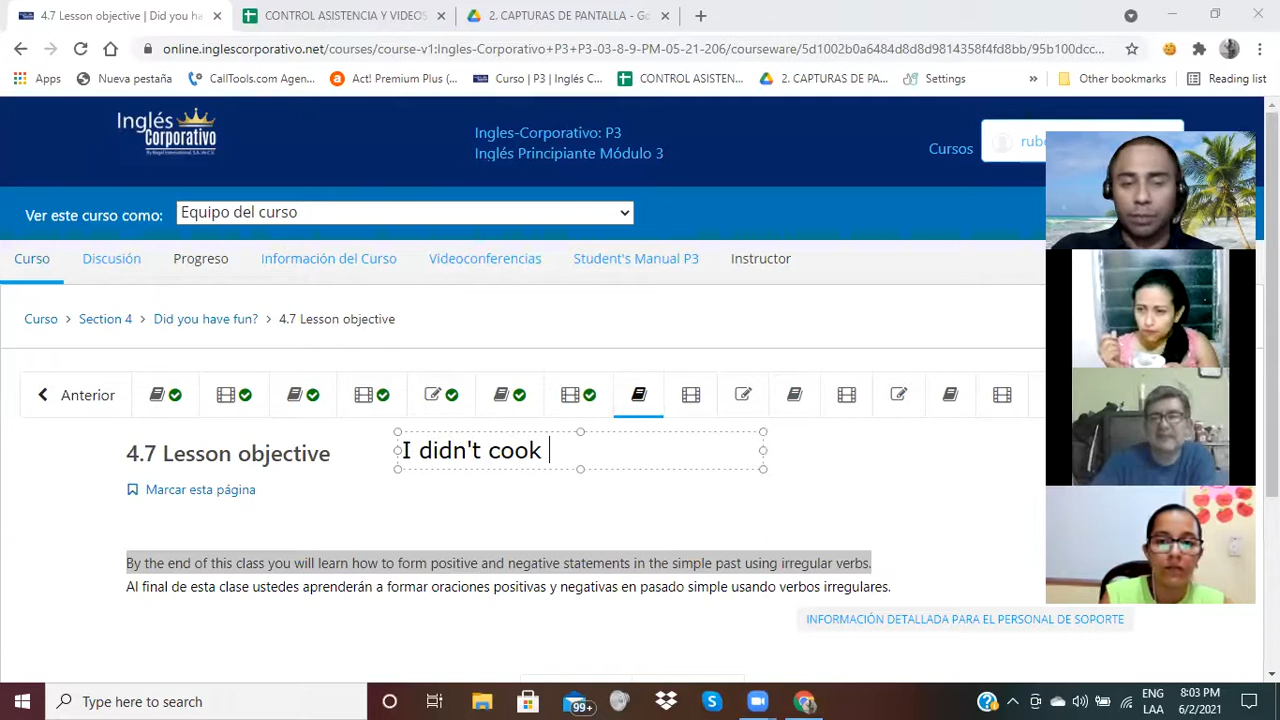 4.7 Lesson objective | Did you ha
CONTROL ASISTENCIA Y VIDEOS
2. CAPTURAS DE PANTALLA - Go
online.inglescorporativo.net/courses/course-v1:Ingles-Corporativo+P3+P3-03-8-9-PM-05-21-206/courseware/5d1002b0a6484d8d8d9814358f4fd8bb/95b100dcc...
Apps
Nueva pestaña
CallTools.com Agen...
Act! Premium Plus (...
Curso | P3 | Inglés C...
CONTROL ASISTEN...
2. CAPTURAS DE PA...
Settings
»
Other bookmarks
Reading list
Inglés
Corporativo
Ingles-Corporativo: P3
Inglés Principiante Módulo 3
Cursos
Ver este curso como:
Equipo del curso
Curso
Discusión
Progreso
Información del Curso
Videoconferencias
Student's Manual P3
Instructor
Curso > Section 4 > Did you have fun? > 4.7 Lesson objective
Anterior
4.7 Lesson objective
I didn't cook
Marcar esta página
By the end of this class you will learn how to form positive and negative statements in the simple past using irregular verbs.
Al final de esta clase ustedes aprenderán a formar oraciones positivas y negativas en pasado simple usando verbos irregulares.
INFORMACIÓN DETALLADA PARA EL PERSONAL DE SOPORTE
Type here to search
99+
ENG
LAA
8:03 PM
6/2/2021